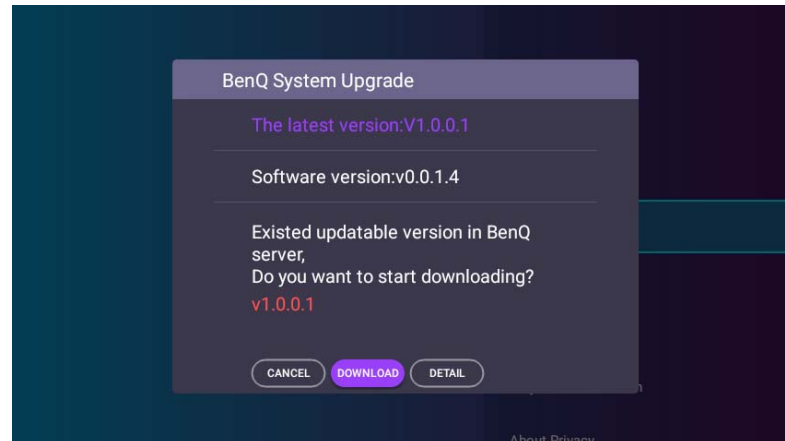 BenQ System Upgrade
The latest version:V1.0.0.1
Software version:v0.0.1.4
Existed updatable version in BenQ
server,
Do you want to start downloading?
v1.0.0.1
CANCEL DOWNLOAD DETAIL
About Privacy